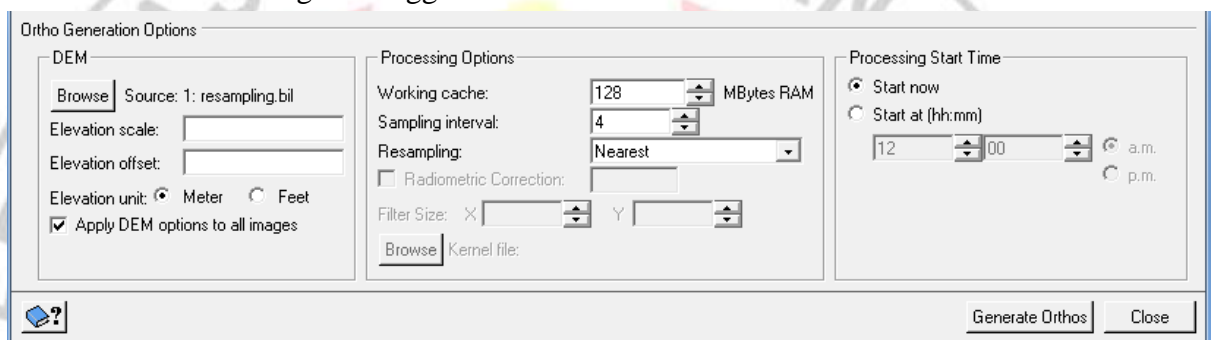 Ortho Generation Options
DEM
Browse Source: 1: resampling.bil
Elevation scale:
Elevation offset:
Elevation unit: Meter Feet
Apply DEM options to all images
Processing Options
Working cache: 128 MBytes RAM
Sampling interval: 4
Resampling: Nearest
Radiometric Correction:
Filter Size: X Y
Browse Kernel file:
Processing Start Time
Start now
Start at (hh:mm)
12 00 a.m.
p.m.
?
Generate Orthos Close